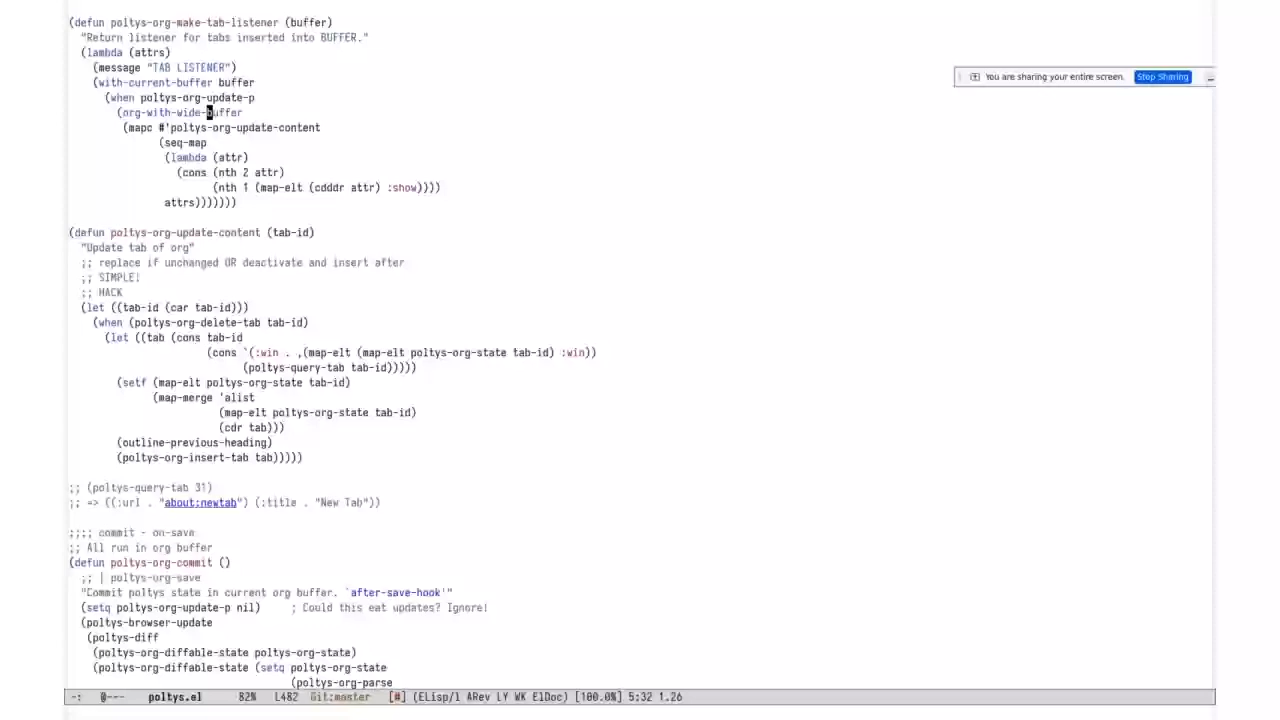 (defun poltys-org-make-tab-listener (buffer)
"Return listener for tabs inserted into BUFFER."
(lambda (attrs)
(message "TAB LISTENER")
(with-current-buffer buffer
(when poltys-org-update-p
(org-with-wide-buffer
(mapc #'poltys-org-update-content
(seq-map
(lambda (attr)
(cons (nth 2 attr)
(nth 1 (map-elt (cdddr attr) :show))))
attrs)))))))
You are sharing your entire screen. Stop Sharing
(defun poltys-org-update-content (tab-id)
"Update tab of org"
;; replace if unchanged OR deactivate and insert after
;; SIMPLE!
;; HACK
(let ((tab-id (car tab-id)))
(when (poltys-org-delete-tab tab-id)
(let ((tab (cons tab-id
(cons `(:win . ,(map-elt (map-elt poltys-org-state tab-id) :win))
(poltys-query-tab tab-id)))))
(setf (map-elt poltys-org-state tab-id)
(map-merge 'alist
(map-elt poltys-org-state tab-id)
(cdr tab)))
(outline-previous-heading)
(poltys-org-insert-tab tab)))))
;; (poltys-query-tab 31)
;; => ((:url . "about:newtab") (:title . "New Tab"))
;;;; commit - on-save
;; All run in org buffer
(defun poltys-org-commit ()
;; | poltys-org-save
"Commit poltys state in current org buffer. `after-save-hook'"
(setq poltys-org-update-p nil) ; Could this eat updates? Ignore!
(poltys-browser-update
(poltys-diff
(poltys-org-diffable-state poltys-org-state)
(poltys-org-diffable-state (setq poltys-org-state
(poltys-org-parse
-: @--- poltys.el 82% L482 Git:master [#] (ELisp/l ARev LY WK ElDoc) [100.0%] 5:32 1.26